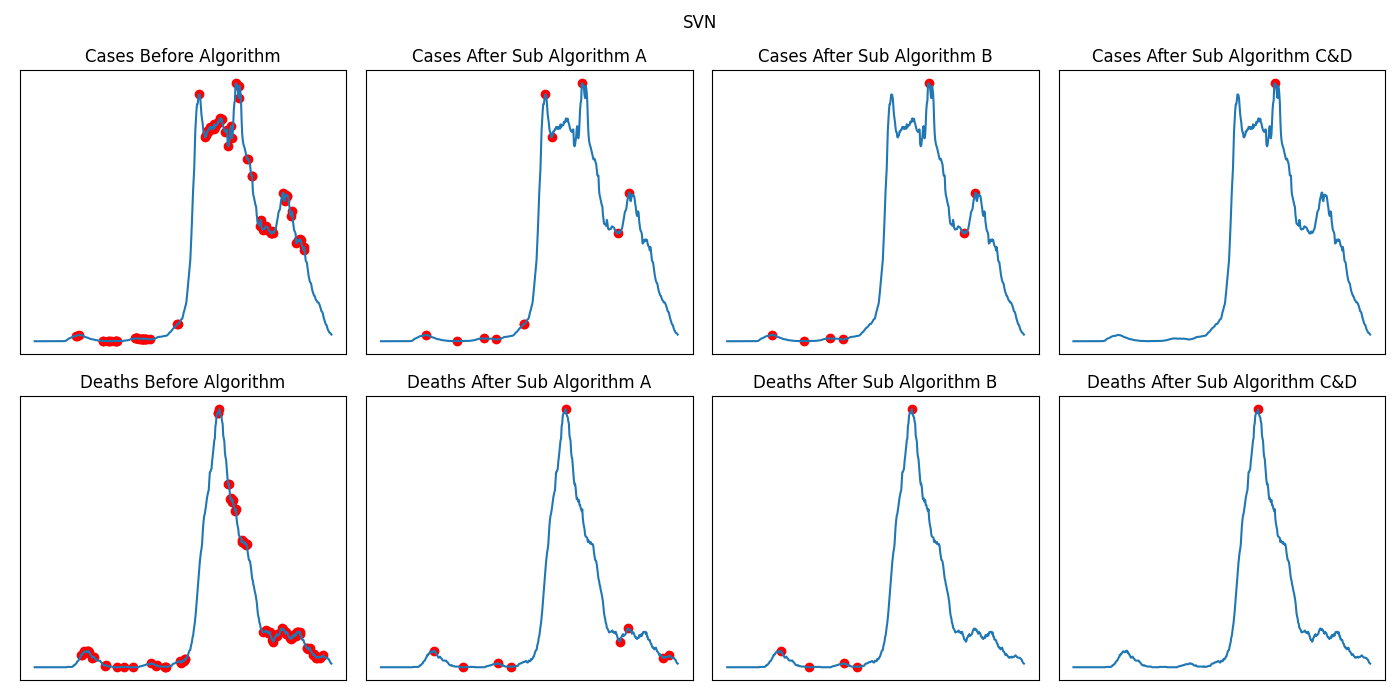 SVN
Cases Before Algorithm
Cases After Sub Algorithm A
Cases After Sub Algorithm B
Cases After Sub Algorithm C&D
Deaths Before Algorithm
Deaths After Sub Algorithm A
Deaths After Sub Algorithm B
Deaths After Sub Algorithm C&D